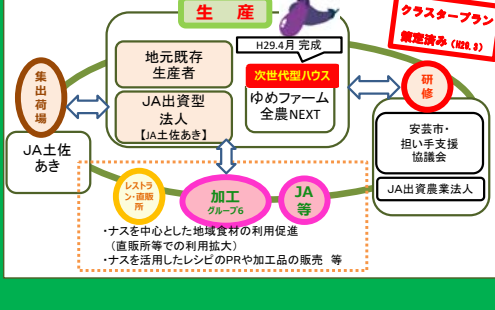 生 産
クラスタープラン
策定済み（H28.3）
H29.4月 完成
地元既存
生産者
次世代型ハウス
ゆめファーム
全農NEXT
JA出資型
法人
【JA土佐あき】
集出荷場
JA土佐
あき
研修
安芸市・
担い手支援
協議会
JA出資農業法人
レストラ
ン・直販
所
加工
グループ6
JA
等
・ナスを中心とした地域食材の利用促進
（直販所等での利用拡大）
・ナスを活用したレシピのPRや加工品の販売 等